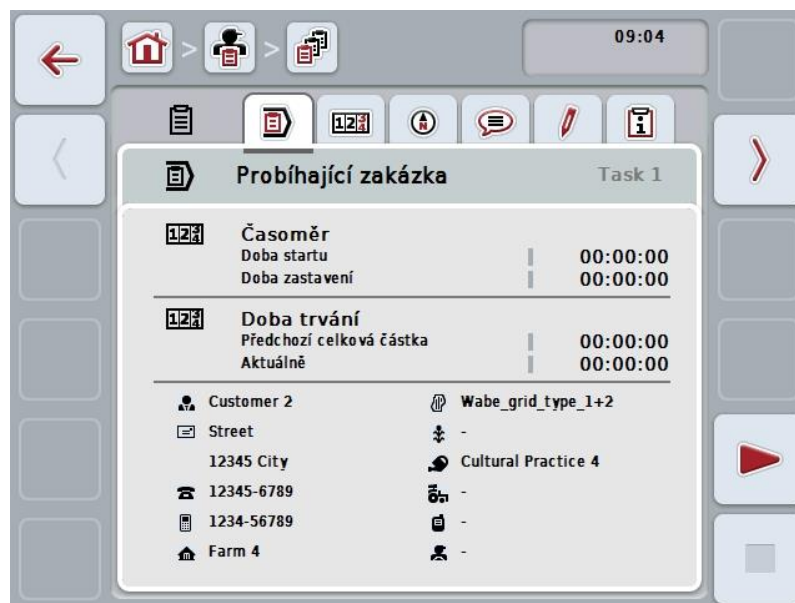 09:04
Probíhající zakázka Task 1
Časoměr
Doba startu 00:00:00
Doba zastavení 00:00:00
Doba trvání
Předchozí celková částka 00:00:00
Aktuálně 00:00:00
Customer 2 Wabe_grid_type_1+2
Street -
12345 City Cultural Practice 4
12345-6789 -
1234-56789 -
Farm 4 -